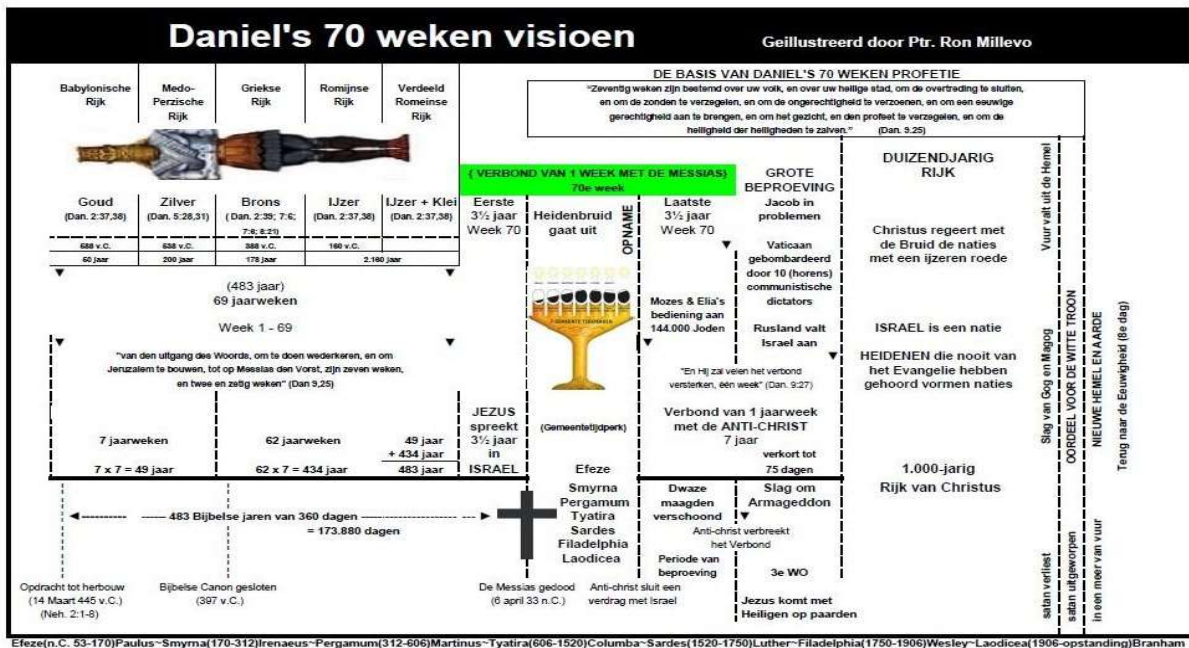 Daniel's 70 weken visioen
Geillustreerd door Ptr. Ron Millevo
Babylonische
Rijk
Medo-
Perzische
Rijk
Griekse
Rijk
Romijnse
Rijk
Verdeeld
Romeinse
Rijk
DE BASIS VAN DANIEL'S 70 WEKEN PROFETIE
"Zeventig weken zijn bestemd over uw volk, en over uw heilige stad, om de overtreding te sluiten,
en om de zonden te verzegelen, en om de ongerechtigheid te verzoenen, en om een eeuwige
gerechtigheid aan te brengen, en om het gezicht, en den profeet te verzegelen, en om de
heiligheid der heiligheden te zalven." (Dan. 9.25)
( VERBOND VAN 1 WEEK MET DE MESSIAS)
70e week
Goud
(Dan. 2:37,38)
Zilver
(Dan. 5:28,31)
Brons
( Dan. 2:39; 7:6;
7:6; 8:21)
IJzer
(Dan. 2:37,38)
IJzer + Klei
(Dan. 2:37,38)
538 v.C.
388 v.C.
160 v.C.
200 jaar
178 jaar
2.160 jaar
Eerste
3½ jaar
Week 70
Heidenbruid
gaat uit
OPNAME
Laatste
3½ jaar
Week 70
GROTE
BEPROEVING
Jacob in
problemen
Vaticaan
gebombardeerd
door 10 (horens)
communistische
dictators
Rusland valt
Israel aan
DUIZENDJARIG
RIJK
Christus regeert met
de Bruid de naties
met een ijzeren roede
ISRAEL is een natie
HEIDENEN die nooit van
het Evangelie hebben
gehoord vormen naties
(483 jaar)
69 jaarweken
Week 1 - 69
"van den uitgang des Woords, om te doen wederkeren, en om
Jeruzalem te bouwen, tot op Messias den Vorst, zijn zeven weken,
en twee en zetig weken" (Dan 9,25)
Mozes & Elia's
bediening aan
144.000 Joden
"En Hij zal velen het verbond
versterken, één week" (Dan. 9:27)
7 jaarweken
7 x 7 = 49 jaar
62 jaarweken
62 x 7 = 434 jaar
49 jaar
+ 434 jaar
483 jaar
JEZUS
spreekt
3½ jaar
in
ISRAEL
(Gemeentetijdperk)
Verbond van 1 jaarweek
met de ANTI-CHRIST
7 jaar
verkort tot
75 dagen
1.000-jarig
Rijk van Christus
Efeze
Smyrna
Pergamum
Tyatira
Sardes
Filadelphia
Laodicea
483 Bijbelse jaren van 360 dagen
= 173.880 dagen
Dwaze
maagden
verschoond
Slag om
Armageddon
Anti-christ verbreekt
het Verbond
Periode van
beproeving
3e WO
Opdracht tot herbouw
(14 Maart 445 v.C.)
(Neh. 2:1-8)
Bijbelse Canon gesloten
(397 v.C.)
De Messias gedood
(6 april 33 n.C.)
Anti-christ sluit een
verdrag met Israel
Jezus komt met
Heiligen op paarden
Vuur valt uit de Hemel
Slag van Gog en Magog
satan verliest
OORDEEL VOOR DE WITTE TROON
satan uitgeworpen
NIEUWE HEMEL EN AARDE
in een meer van vuur
Terug naar de Eeuwigheid (8e dag)
Efeze(n.C. 53-170)Paulus~Smyrna(170-312)Irenaeus~Pergamum(312-606)Martinus~Tyatira(606-1520)Columba~Sardes(1520-1750)Luther~Filadelphia(1750-1906)Wesley~Laodicea(1906-opstanding)Branham